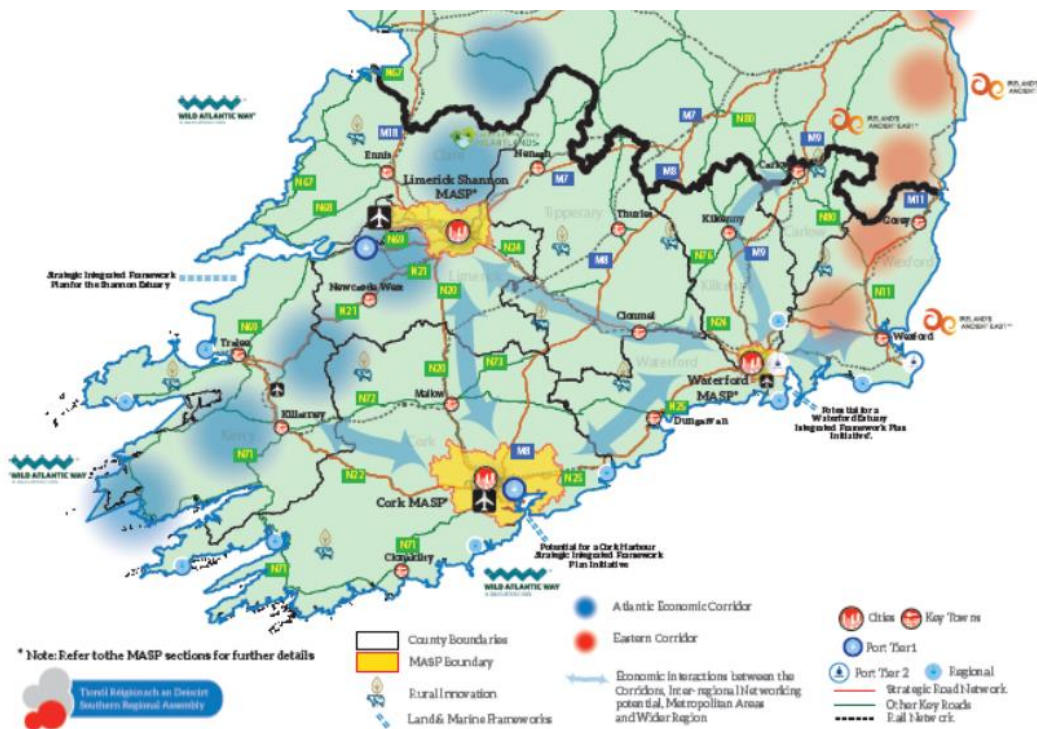 N67
WILD ATLANTIC WAY
M18
M7
N80
IRELAND'S
ANCIENT EAST
IRELAND'S
ANCIENT EAST
M9
Clare
Nenagh
Ennis
M8
Carlow
Limerick Shannon
MASP*
M7
N67
N68
Tipperary
Thurles
Kilkenny
M11
N80
Gorey
Carlow
N69
N24
Wexford
N76
M9
Strategic Integrated Framework
Plan for the Shannon Estuary
N21
Limerick
M8
Kilkenny
Newcastle West
N20
N11
N21
Clonmel
N24
IRELAND'S
ANCIENT EAST
N69
Tralee
Wexford
Waterford
N20
N73
Waterford
MASP*
N72
Mallow
N25
Dungarvan
Killarney
Potential for a
Waterford Estuary
Integrated Framework Plan
Initiative*.
Kerry
Cork
N71
M8
WILD ATLANTIC WAY
N22
N25
Cork MASP*
N71
Clonakilty
N71
Potential for a Cork Harbour
Strategic Integrated Framework
Plan Initiative
WILD ATLANTIC WAY
* Note: Refer to the MASP sections for further details
Tionól Réigiúnach an Deiscirt
Southern Regional Assembly
County Boundaries
MASP Boundary
Rural Innovation
Land & Marine Frameworks
Atlantic Economic Corridor
Eastern Corridor
Economic interactions between the
Corridors, Inter-regional Networking
potential, Metropolitan Areas
and Wider Region
Cities
Key Towns
Port Tier 1
Port Tier 2
Regional
Strategic Road Network
Other Key Roads
Rail Network